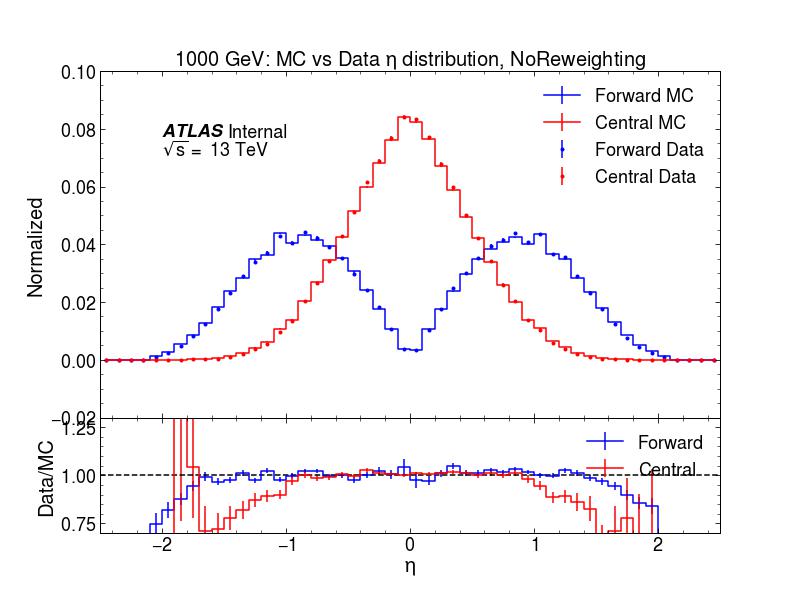 1000 GeV: MC vs Data η distribution, NoReweighting
0.10
0.08
0.06
0.04
0.02
0.00
−0.02
Normalized
ATLAS Internal
√s = 13 TeV
Forward MC
Central MC
Forward Data
Central Data
1.25
1.00
0.75
Data/MC
Forward
Central
−2 −1 0 1 2
η